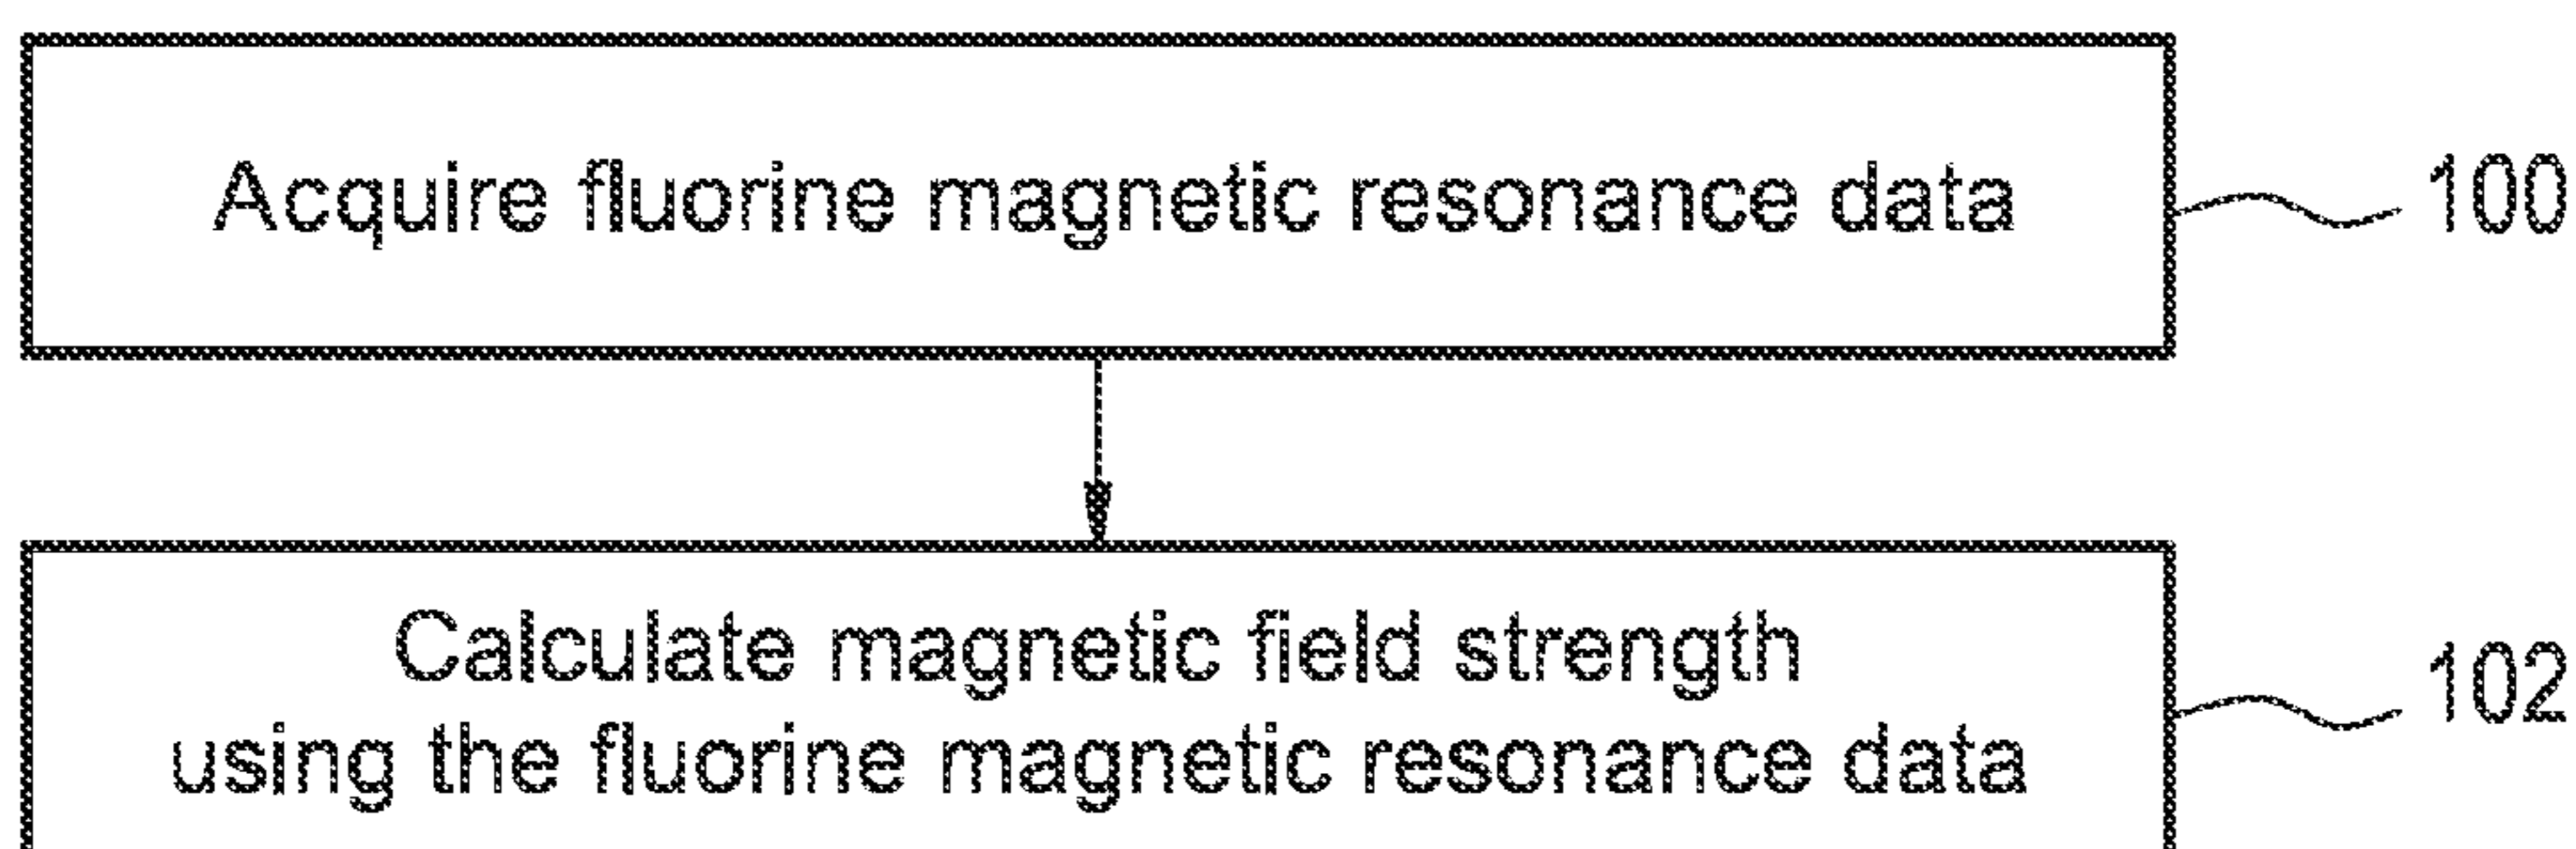 Acquire fluorine magnetic resonance data
100
Calculate magnetic field strength
using the fluorine magnetic resonance data
102